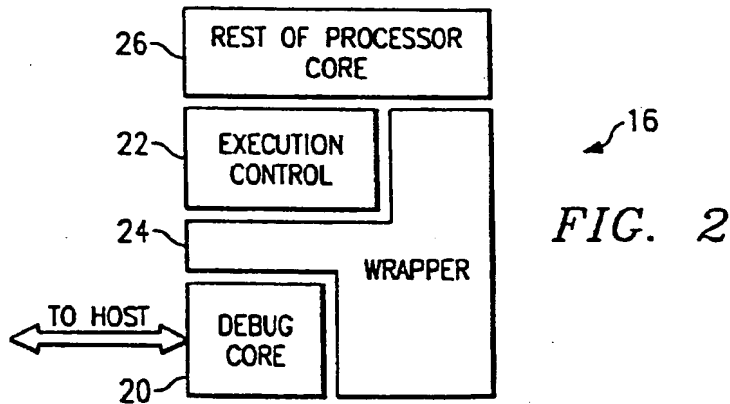 26
REST OF PROCESSOR
CORE
22
EXECUTION
CONTROL
16
24
WRAPPER
FIG. 2
TO HOST
DEBUG
CORE
20